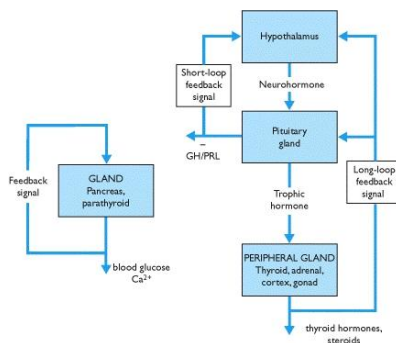 Hypothalamus
Short-loop
feedback
signal
Neurohormone
Pituitary
gland
–
GH/PRL
Feedback
signal
GLAND
Pancreas,
parathyroid
Long-loop
feedback
signal
Trophic
hormone
blood glucose
Ca²⁺
PERIPHERAL GLAND
Thyroid, adrenal,
cortex, gonad
thyroid hormones,
steroids